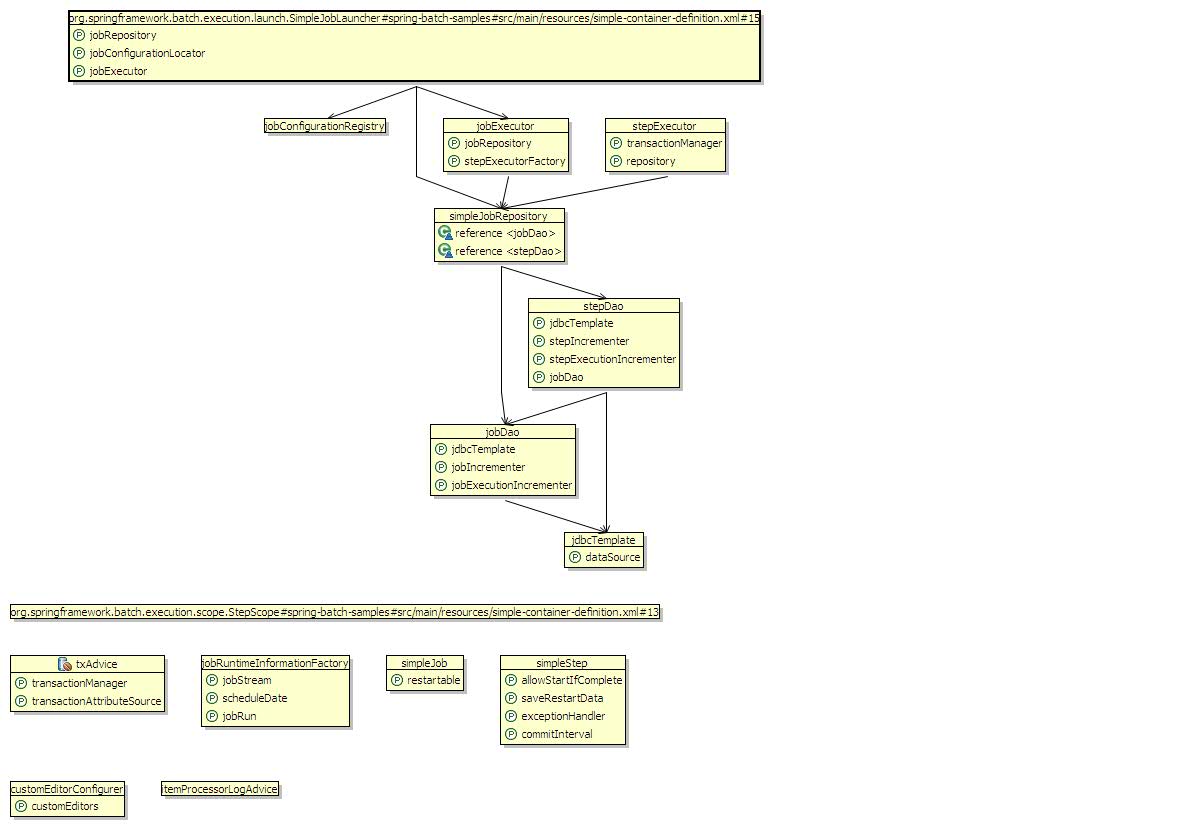 org.springframework.batch.execution.launch.SimpleJobLauncher#spring-batch-samples#src/main/resources/simple-container-definition.xml#15
P jobRepository
P jobConfigurationLocator
P jobExecutor
jobConfigurationRegistry
jobExecutor
P jobRepository
P stepExecutorFactory
stepExecutor
P transactionManager
P repository
simpleJobRepository
C reference <jobDao>
C reference <stepDao>
stepDao
P jdbcTemplate
P stepIncrementer
P stepExecutionIncrementer
P jobDao
jobDao
P jdbcTemplate
P jobIncrementer
P jobExecutionIncrementer
jdbcTemplate
P dataSource
org.springframework.batch.execution.scope.StepScope#spring-batch-samples#src/main/resources/simple-container-definition.xml#13
txAdvice
P transactionManager
P transactionAttributeSource
jobRuntimeInformationFactory
P jobStream
P scheduleDate
P jobRun
simpleJob
P restartable
simpleStep
P allowStartIfComplete
P saveRestartData
P exceptionHandler
P commitInterval
customEditorConfigurer
P customEditors
itemProcessorLogAdvice